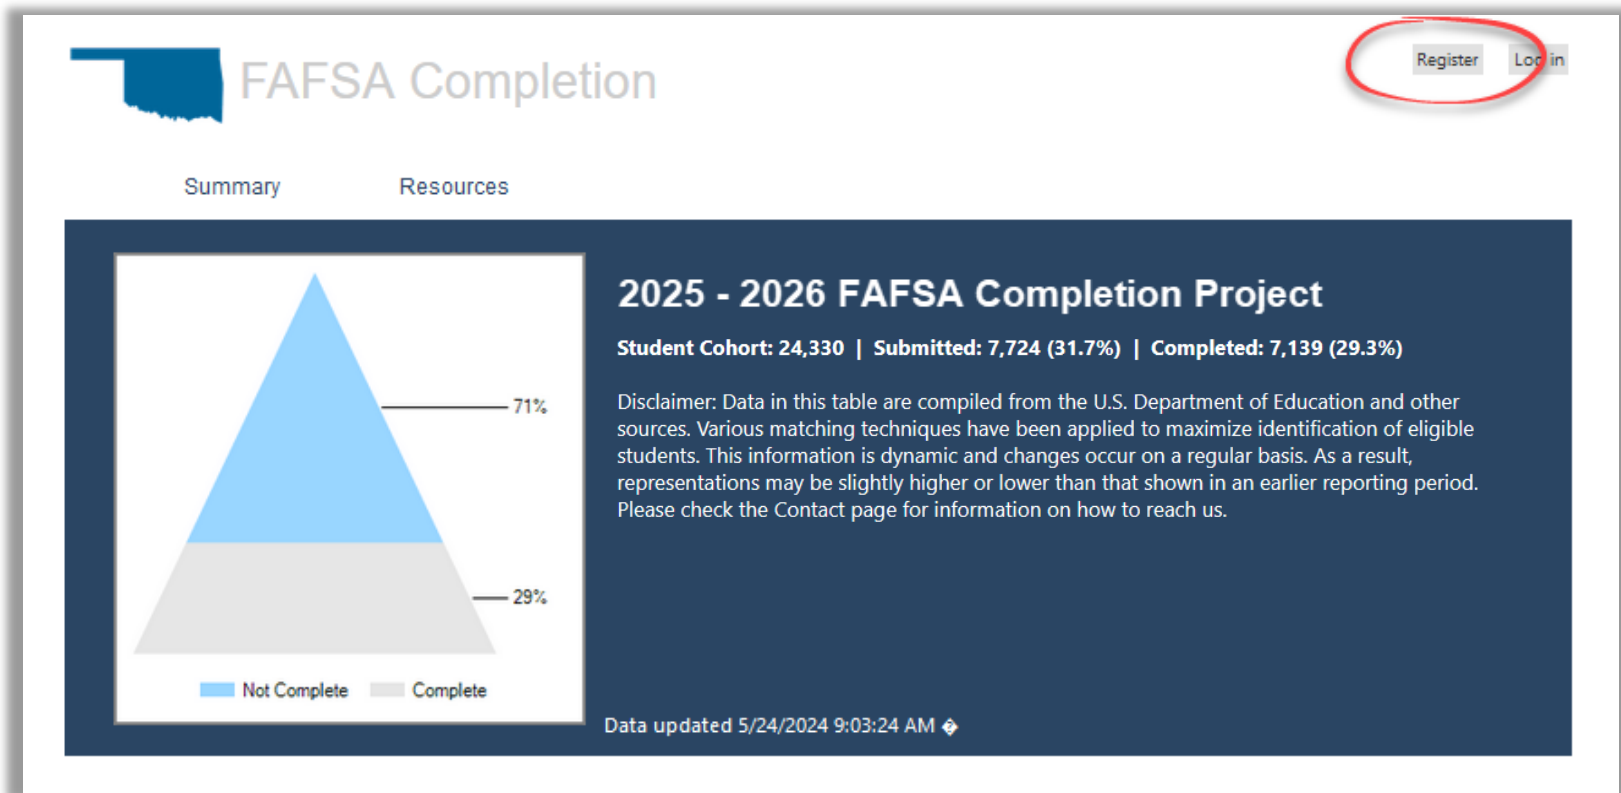 FAFSA Completion
Register
Log in
Summary
Resources
71%
29%
Not Complete
Complete
2025 - 2026 FAFSA Completion Project
Student Cohort: 24,330 | Submitted: 7,724 (31.7%) | Completed: 7,139 (29.3%)
Disclaimer: Data in this table are compiled from the U.S. Department of Education and other
sources. Various matching techniques have been applied to maximize identification of eligible
students. This information is dynamic and changes occur on a regular basis. As a result,
representations may be slightly higher or lower than that shown in an earlier reporting period.
Please check the Contact page for information on how to reach us.
Data updated 5/24/2024 9:03:24 AM �